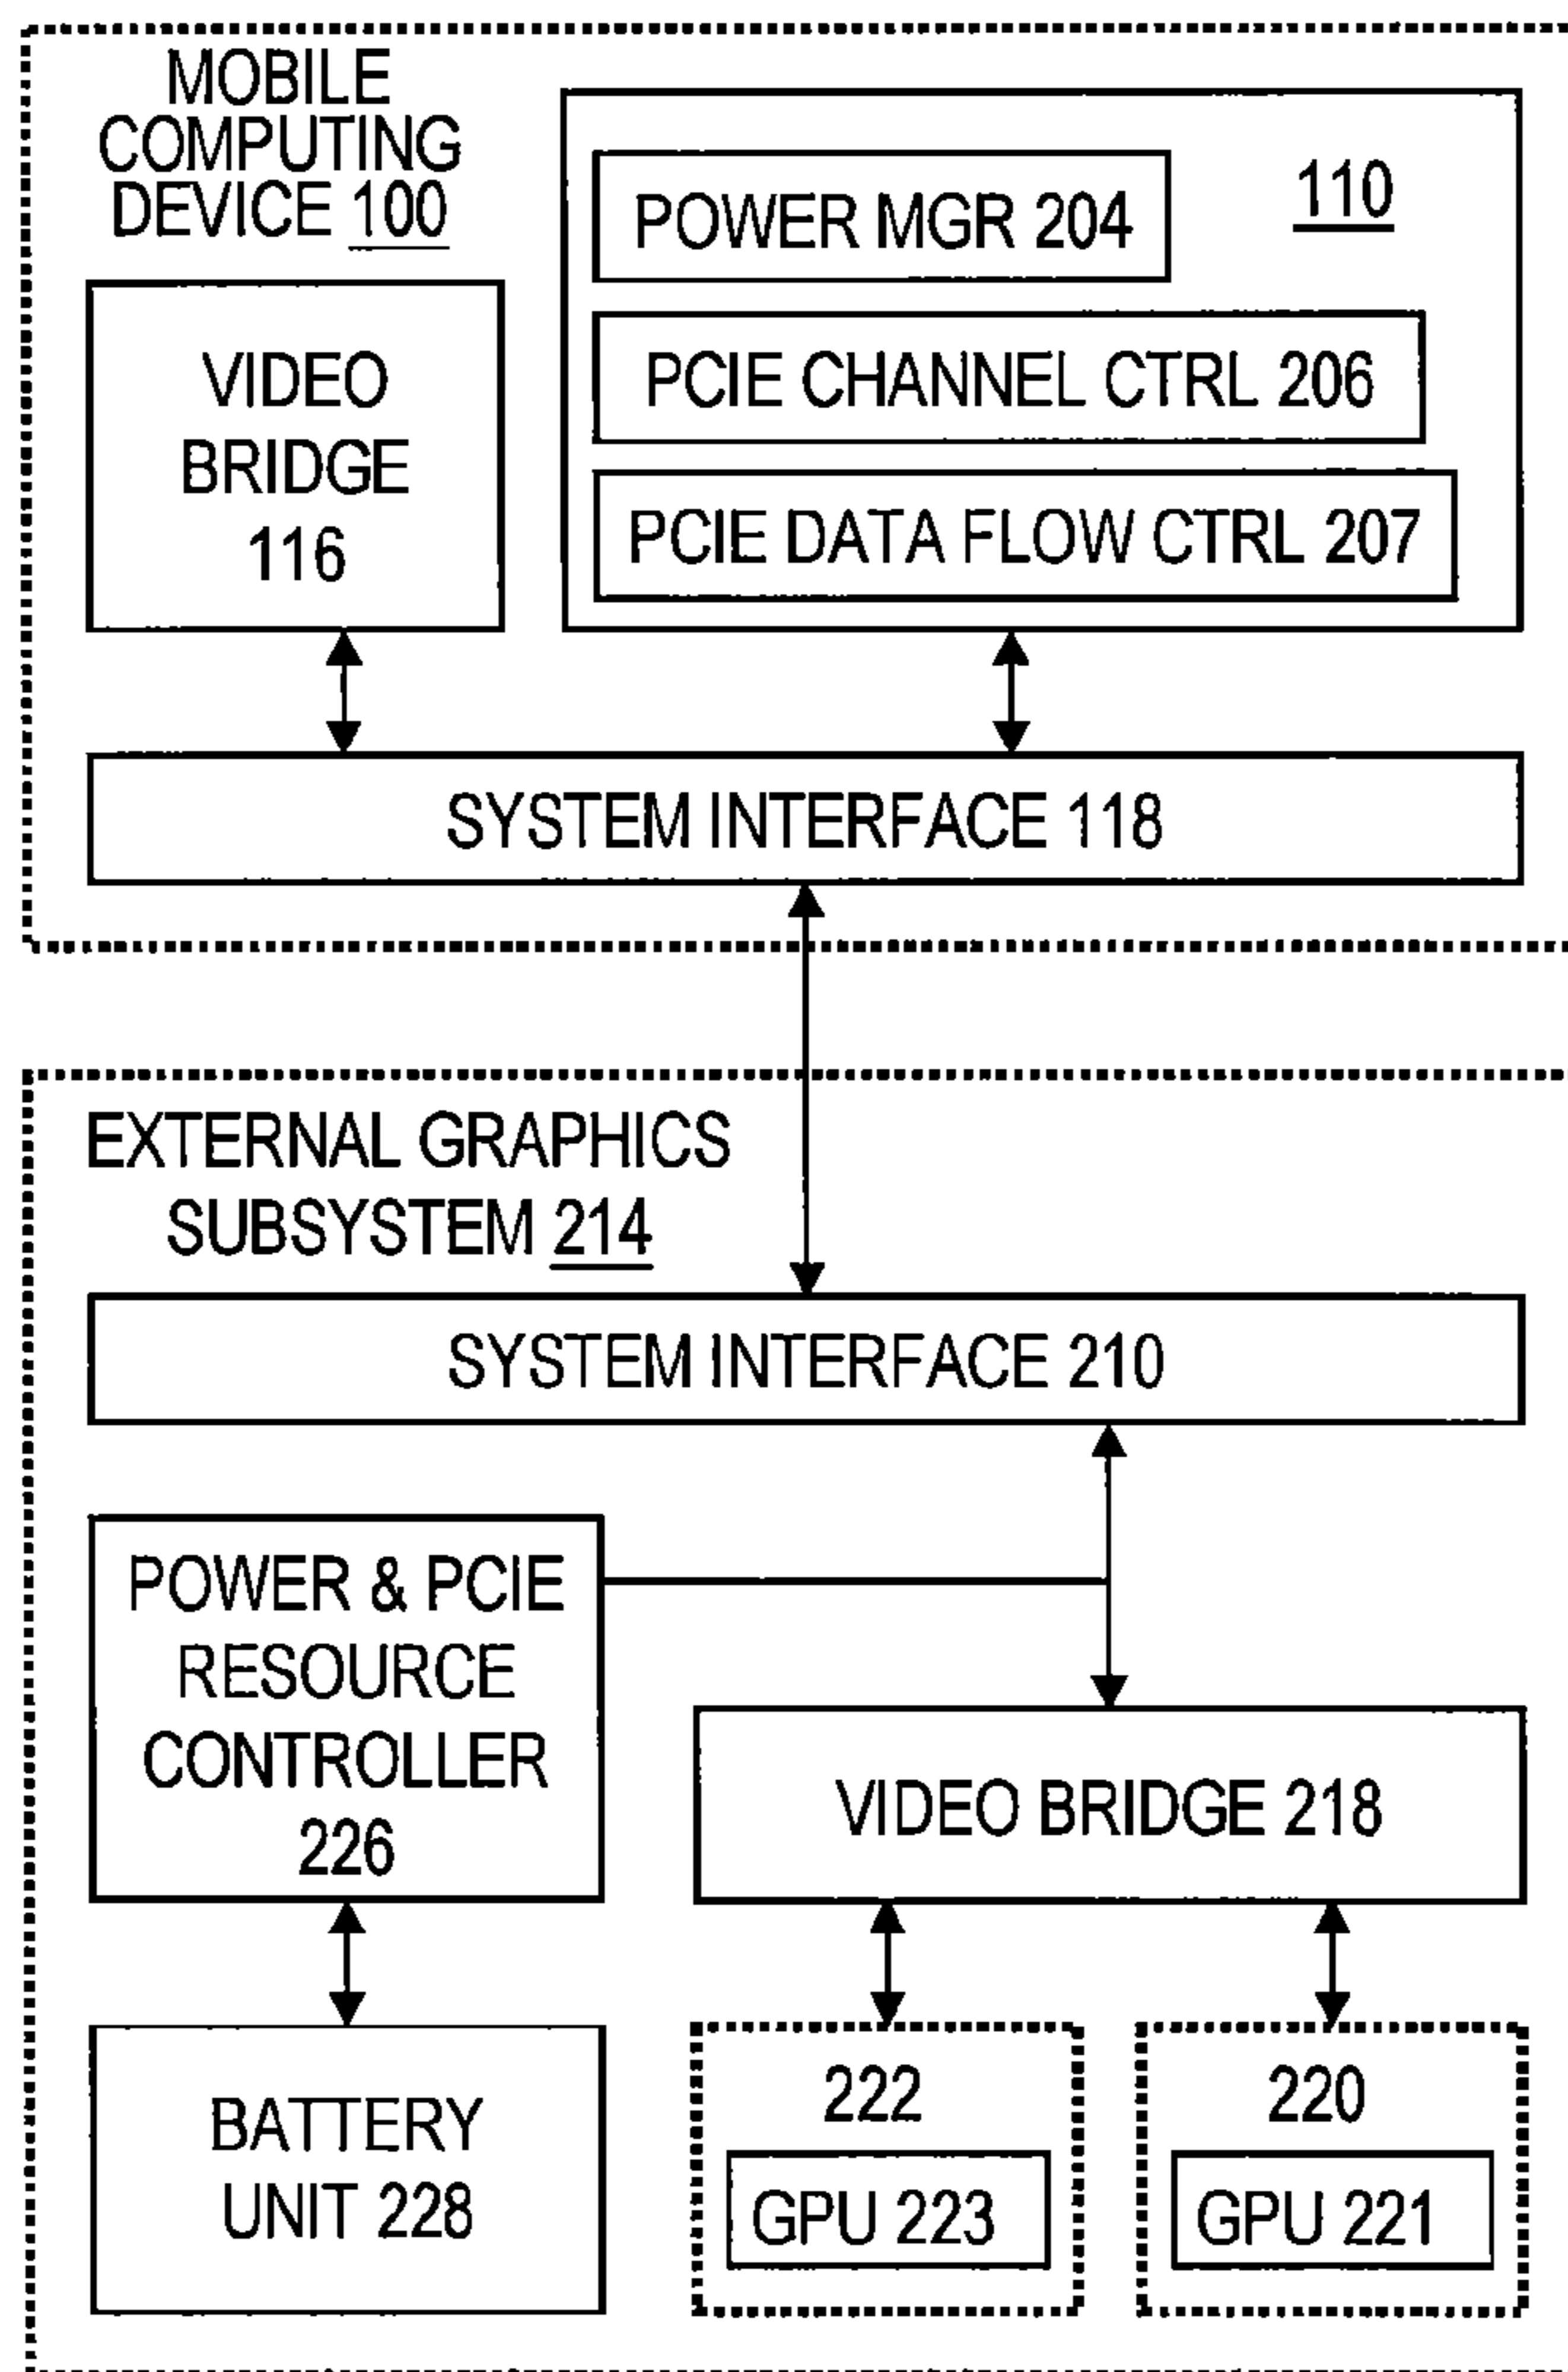 MOBILE
COMPUTING
DEVICE 100
110
POWER MGR 204
PCIE CHANNEL CTRL 206
PCIE DATA FLOW CTRL 207
VIDEO
BRIDGE
116
SYSTEM INTERFACE 118
EXTERNAL GRAPHICS
SUBSYSTEM 214
SYSTEM INTERFACE 210
POWER & PCIE
RESOURCE
CONTROLLER
226
VIDEO BRIDGE 218
BATTERY
UNIT 228
222
GPU 223
220
GPU 221